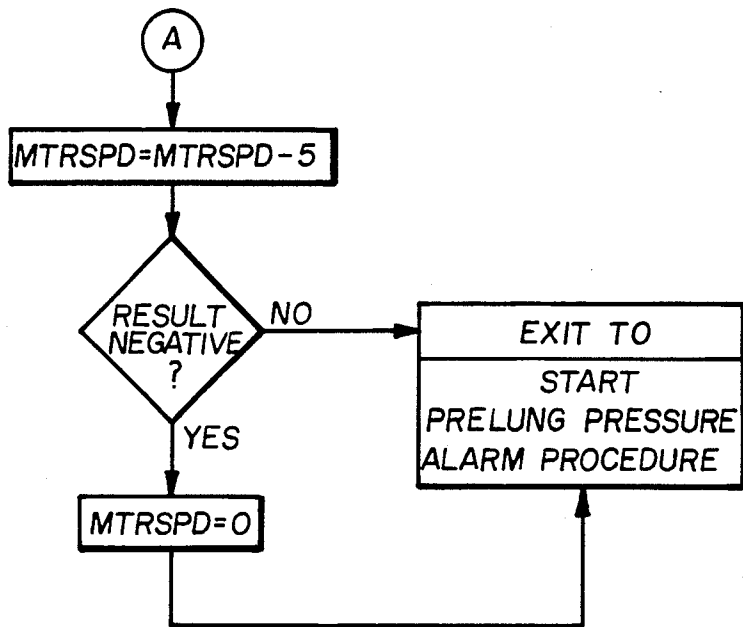 A
MTRSPD=MTRSPD-5
RESULT
NEGATIVE
?
NO
YES
MTRSPD=0
EXIT TO
START
PRELUNG PRESSURE
ALARM PROCEDURE